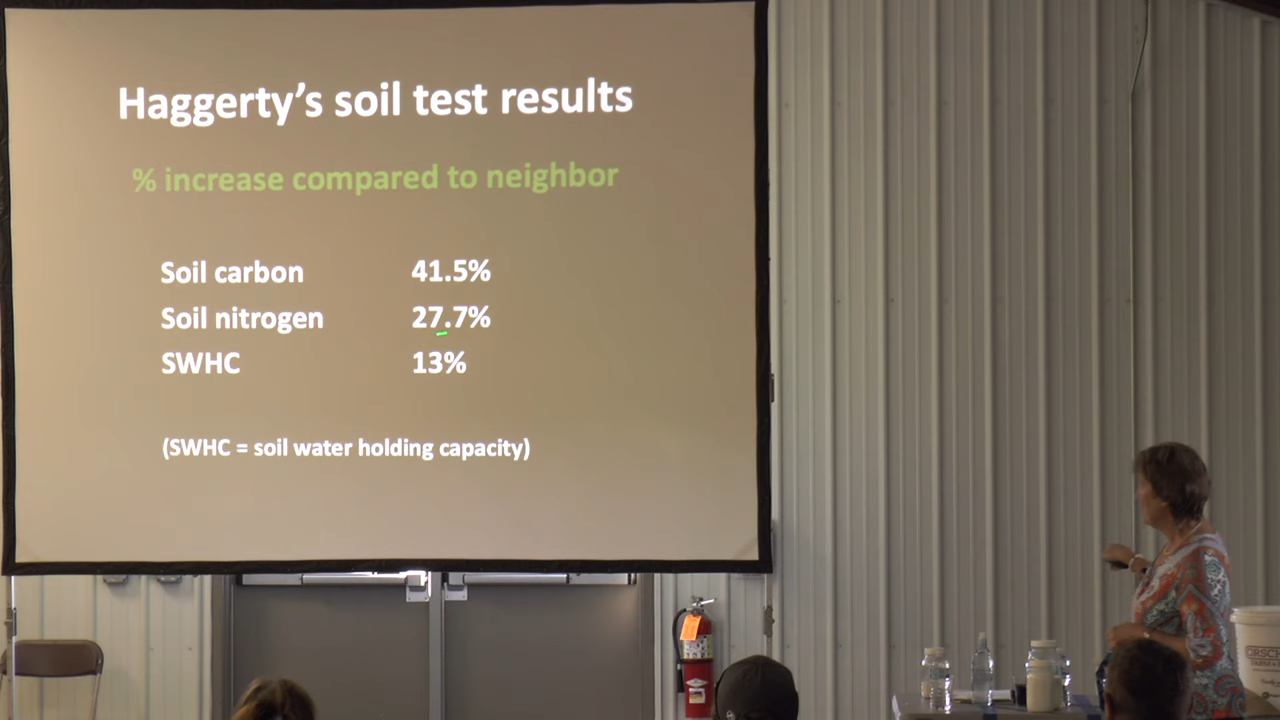 Haggerty's soil test results
% increase compared to neighbor
Soil carbon 41.5%
Soil nitrogen 27.7%
SWHC 13%
(SWHC = soil water holding capacity)